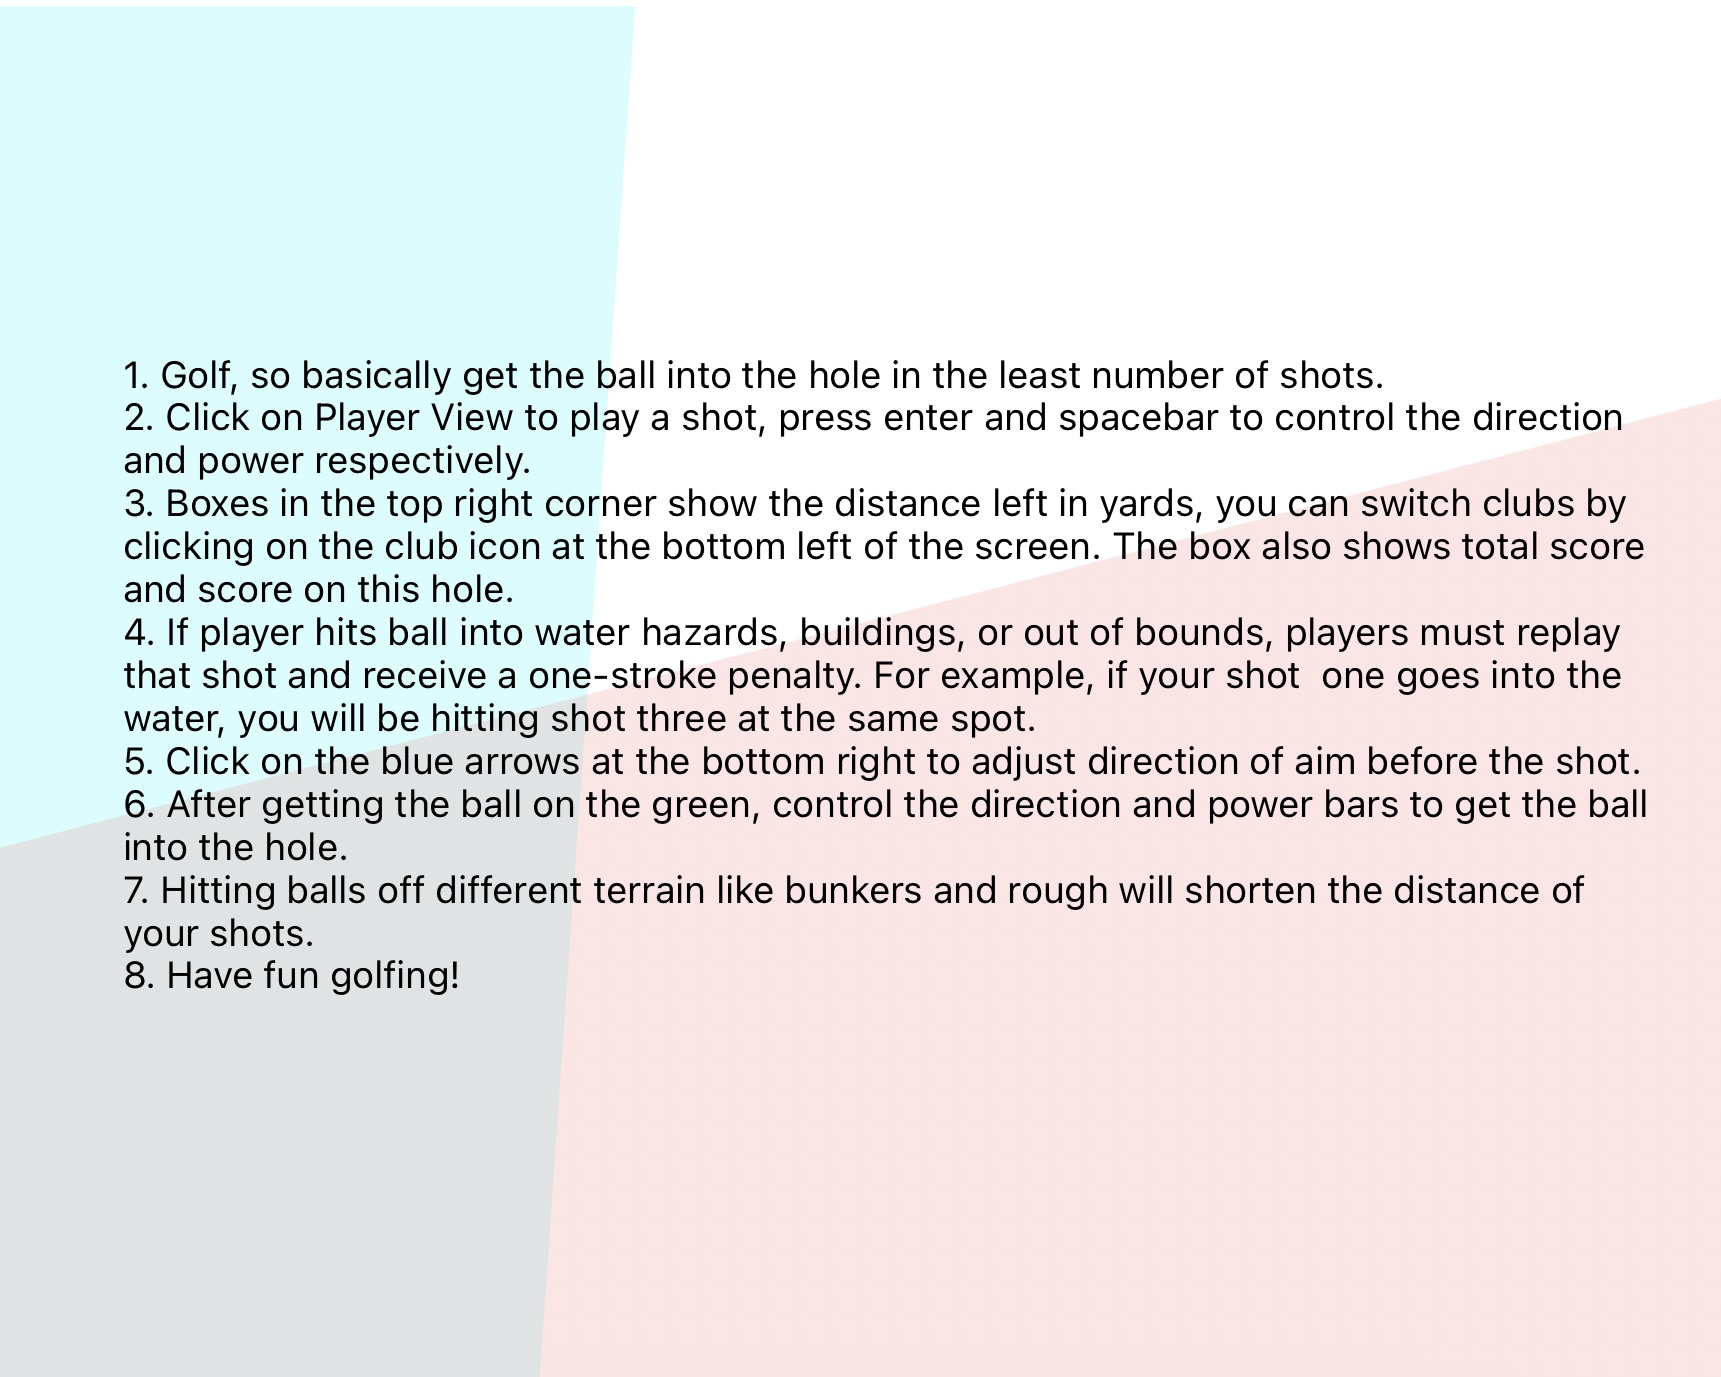 1. Golf, so basically get the ball into the hole in the least number of shots.
2. Click on Player View to play a shot, press enter and spacebar to control the direction
and power respectively.
3. Boxes in the top right corner show the distance left in yards, you can switch clubs by
clicking on the club icon at the bottom left of the screen. The box also shows total score
and score on this hole.
4. If player hits ball into water hazards, buildings, or out of bounds, players must replay
that shot and receive a one-stroke penalty. For example, if your shot  one goes into the
water, you will be hitting shot three at the same spot.
5. Click on the blue arrows at the bottom right to adjust direction of aim before the shot.
6. After getting the ball on the green, control the direction and power bars to get the ball
into the hole.
7. Hitting balls off different terrain like bunkers and rough will shorten the distance of
your shots.
8. Have fun golfing!